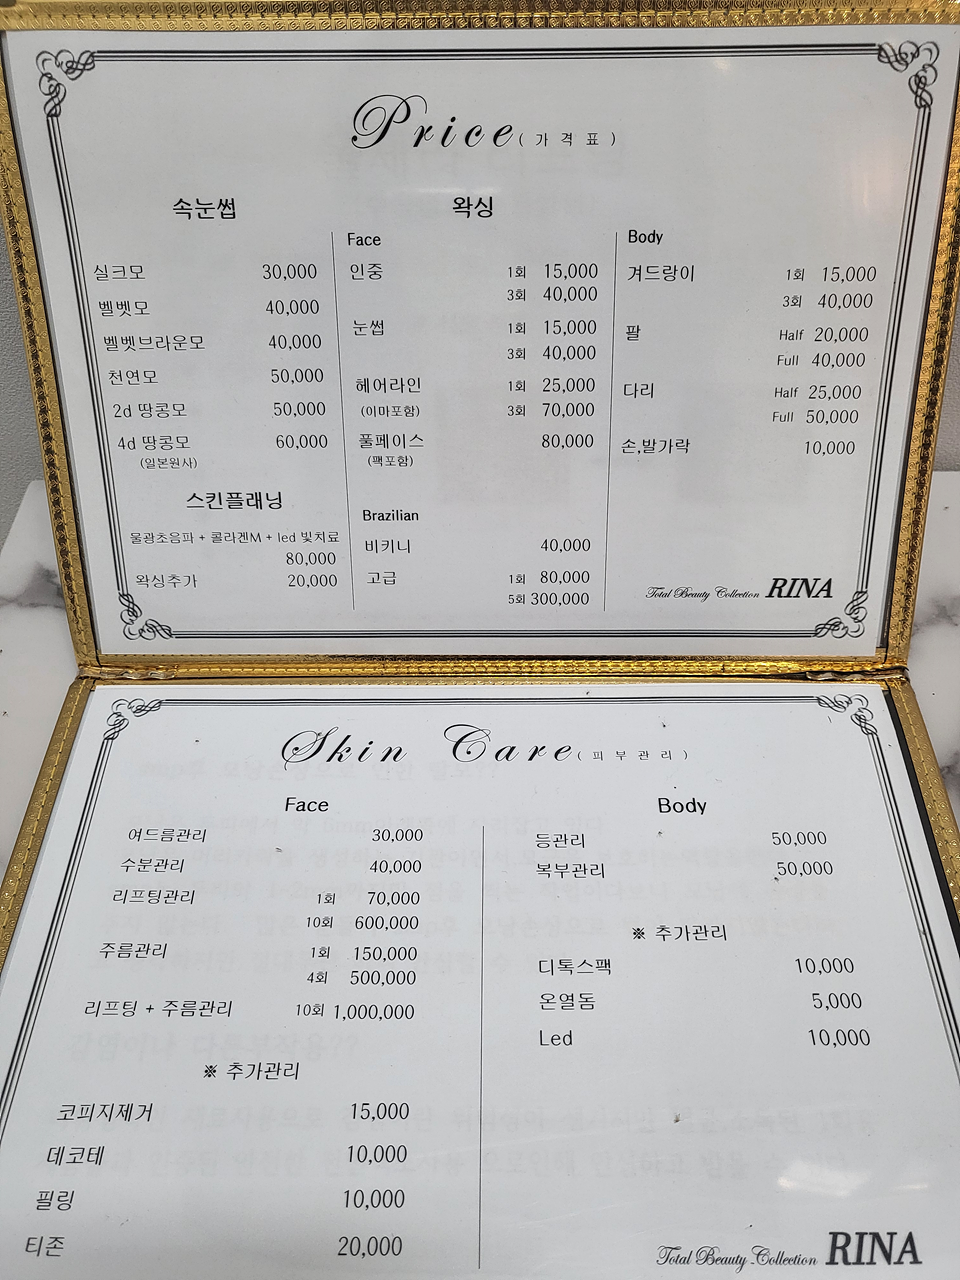 Price (가격표)
속눈썹
실크모 30,000
벨벳모 40,000
벨벳브라운모 40,000
천연모 50,000
2d 땅콩모 50,000
4d 땅콩모 60,000
(일본원사)
스킨플래닝
물광초음파 + 콜라겐M + led 빛치료
80,000
왁싱추가 20,000
왁싱
Face
인중 1회 15,000
3회 40,000
눈썹 1회 15,000
3회 40,000
헤어라인 1회 25,000
(이마포함) 3회 70,000
풀페이스 80,000
(팩포함)
Brazilian
비키니 40,000
고급 1회 80,000
5회 300,000
Body
겨드랑이 1회 15,000
3회 40,000
팔 Half 20,000
Full 40,000
다리 Half 25,000
Full 50,000
손,발가락 10,000
Total Beauty Collection RINA
Skin Care (피부관리)
Face
여드름관리 30,000
수분관리 40,000
리프팅관리 1회 70,000
10회 600,000
주름관리 1회 150,000
4회 500,000
리프팅 + 주름관리 10회 1,000,000
※ 추가관리
코피지제거 15,000
데코테 10,000
필링 10,000
티존 20,000
Body
등관리 50,000
복부관리 50,000
※ 추가관리
디톡스팩 10,000
온열돔 5,000
Led 10,000
Total Beauty Collection RINA